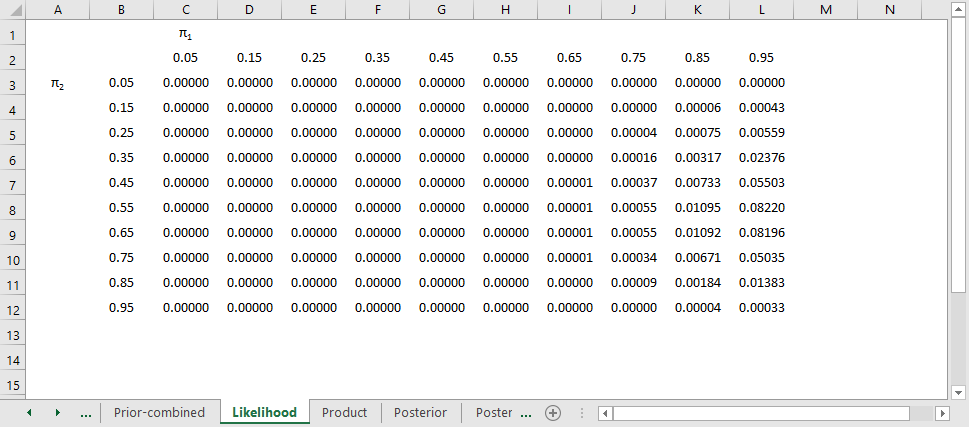 A B C D E F G H I J K L M N
1 π₁
2 0.05 0.15 0.25 0.35 0.45 0.55 0.65 0.75 0.85 0.95
3 π₂ 0.05 0.00000 0.00000 0.00000 0.00000 0.00000 0.00000 0.00000 0.00000 0.00000 0.00000
4 0.15 0.00000 0.00000 0.00000 0.00000 0.00000 0.00000 0.00000 0.00000 0.00006 0.00043
5 0.25 0.00000 0.00000 0.00000 0.00000 0.00000 0.00000 0.00000 0.00004 0.00075 0.00559
6 0.35 0.00000 0.00000 0.00000 0.00000 0.00000 0.00000 0.00000 0.00016 0.00317 0.02376
7 0.45 0.00000 0.00000 0.00000 0.00000 0.00000 0.00000 0.00001 0.00037 0.00733 0.05503
8 0.55 0.00000 0.00000 0.00000 0.00000 0.00000 0.00000 0.00001 0.00055 0.01095 0.08220
9 0.65 0.00000 0.00000 0.00000 0.00000 0.00000 0.00000 0.00001 0.00055 0.01092 0.08196
10 0.75 0.00000 0.00000 0.00000 0.00000 0.00000 0.00000 0.00001 0.00034 0.00671 0.05035
11 0.85 0.00000 0.00000 0.00000 0.00000 0.00000 0.00000 0.00000 0.00009 0.00184 0.01383
12 0.95 0.00000 0.00000 0.00000 0.00000 0.00000 0.00000 0.00000 0.00000 0.00004 0.00033
13
14
15
... Prior-combined Likelihood Product Posterior Poster ...